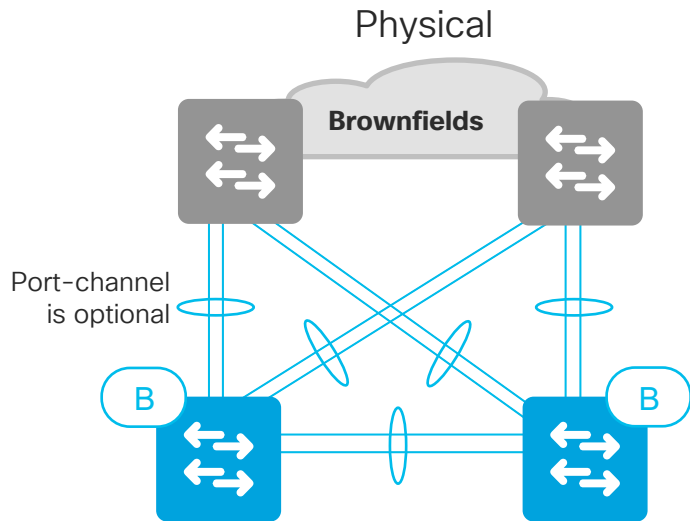 Physical
Brownfields
Port-channel
is optional
B
B